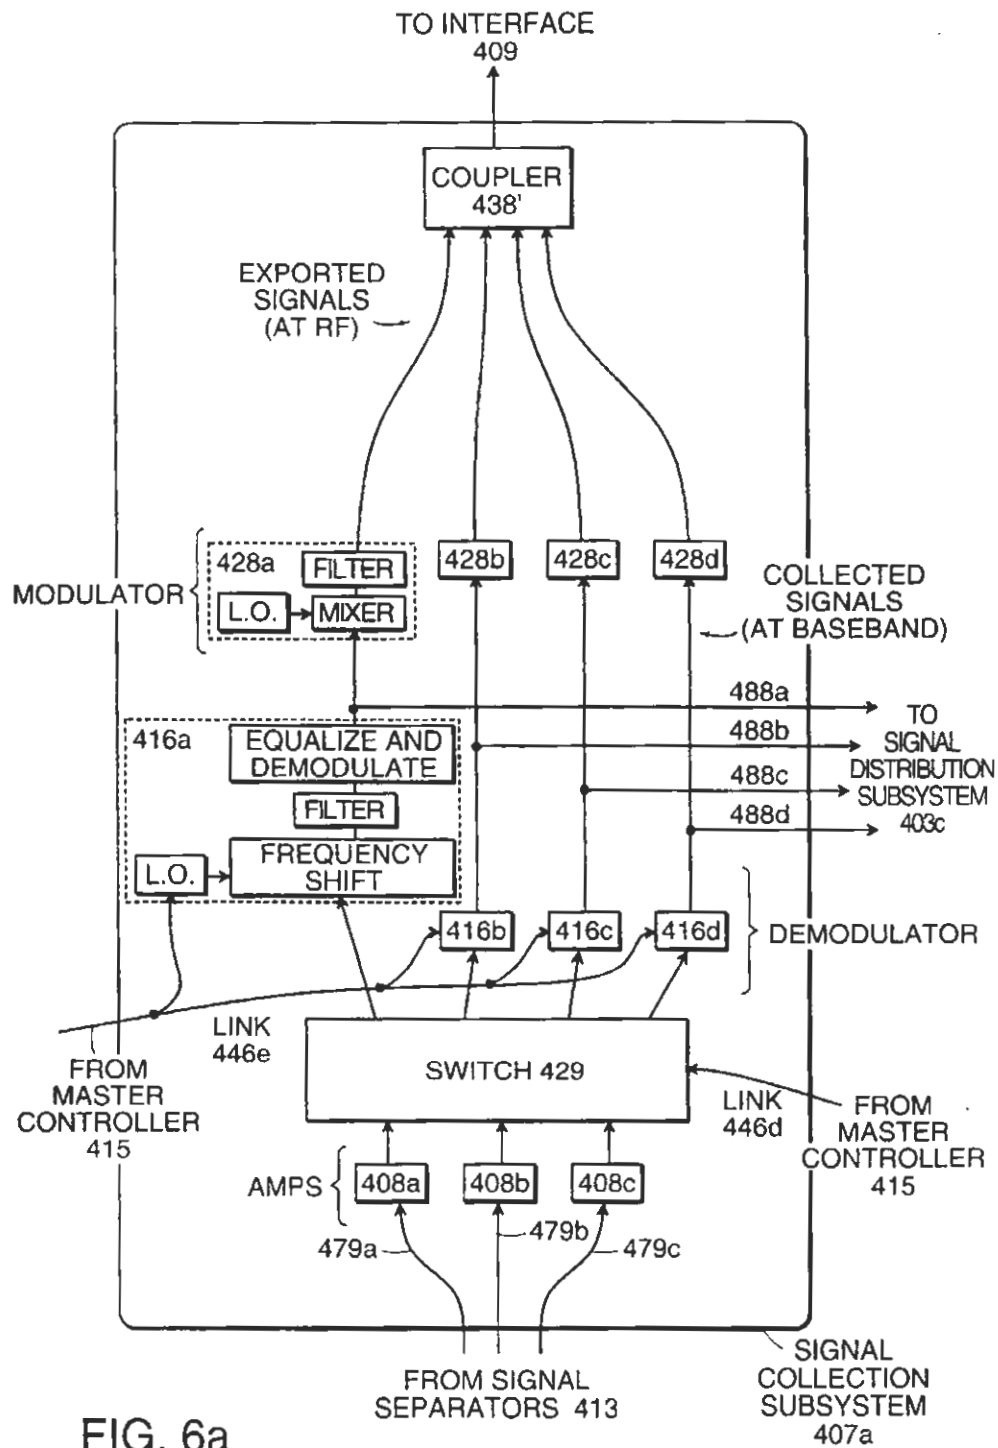 TO INTERFACE
409
COUPLER
438'
EXPORTED
SIGNALS
(AT RF)
428a
FILTER
L.O.
MIXER
MODULATOR
428b
428c
428d
COLLECTED
SIGNALS
(AT BASEBAND)
488a
488b
488c
488d
TO
SIGNAL
DISTRIBUTION
SUBSYSTEM
403c
416a
EQUALIZE AND
DEMODULATE
FILTER
FREQUENCY
SHIFT
L.O.
416b
416c
416d
DEMODULATOR
LINK
446e
FROM
MASTER
CONTROLLER
415
SWITCH 429
LINK
446d
FROM
MASTER
CONTROLLER
415
AMPS
408a
408b
408c
479a
479b
479c
FROM SIGNAL
SEPARATORS 413
SIGNAL
COLLECTION
SUBSYSTEM
407a
FIG. 6a